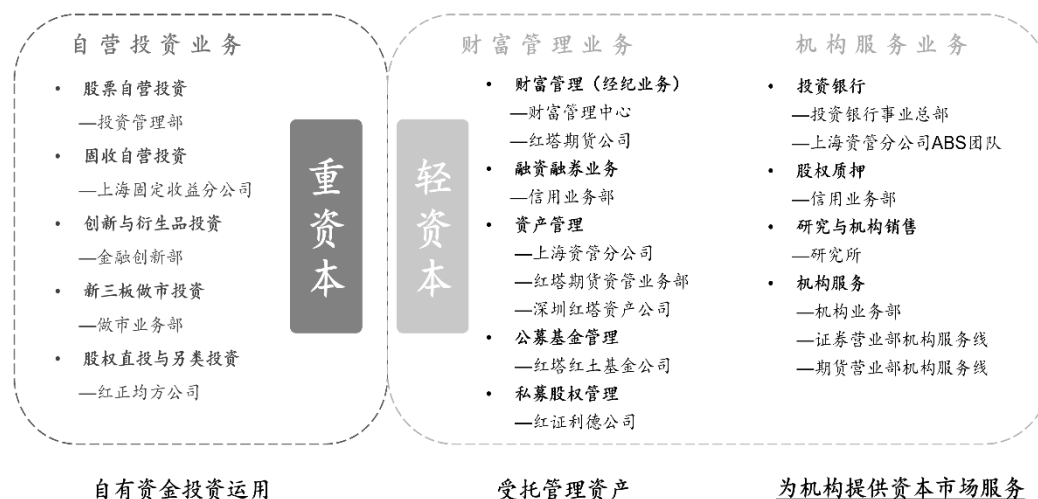 自营投资业务
• 股票自营投资
—投资管理部
• 固收自营投资
—上海固定收益分公司
• 创新与衍生品投资
—金融创新部
• 新三板做市投资
—做市业务部
• 股权直投与另类投资
—红正均方公司
重资本
轻资本
财富管理业务
• 财富管理（经纪业务）
—财富管理中心
—红塔期货公司
• 融资融券业务
—信用业务部
• 资产管理
—上海资管分公司
—红塔期货资管业务部
—深圳红塔资产公司
• 公募基金管理
—红塔红土基金公司
• 私募股权管理
—红证利德公司
机构服务业务
• 投资银行
—投资银行事业总部
—上海资管分公司ABS团队
• 股权质押
—信用业务部
• 研究与机构销售
—研究所
• 机构服务
—机构业务部
—证券营业部机构服务线
—期货营业部机构服务线
自有资金投资运用
受托管理资产
为机构提供资本市场服务